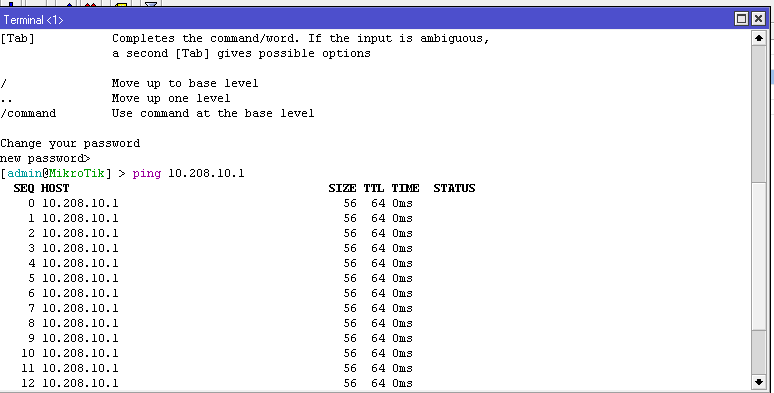 Terminal <1>
[Tab] Completes the command/word. If the input is ambiguous,
a second [Tab] gives possible options
/ Move up to base level
.. Move up one level
/command Use command at the base level
Change your password
new password>
[admin@MikroTik] > ping 10.208.10.1
SEQ HOST SIZE TTL TIME STATUS
0 10.208.10.1 56 64 0ms
1 10.208.10.1 56 64 0ms
2 10.208.10.1 56 64 0ms
3 10.208.10.1 56 64 0ms
4 10.208.10.1 56 64 0ms
5 10.208.10.1 56 64 0ms
6 10.208.10.1 56 64 0ms
7 10.208.10.1 56 64 0ms
8 10.208.10.1 56 64 0ms
9 10.208.10.1 56 64 0ms
10 10.208.10.1 56 64 0ms
11 10.208.10.1 56 64 0ms
12 10.208.10.1 56 64 0ms